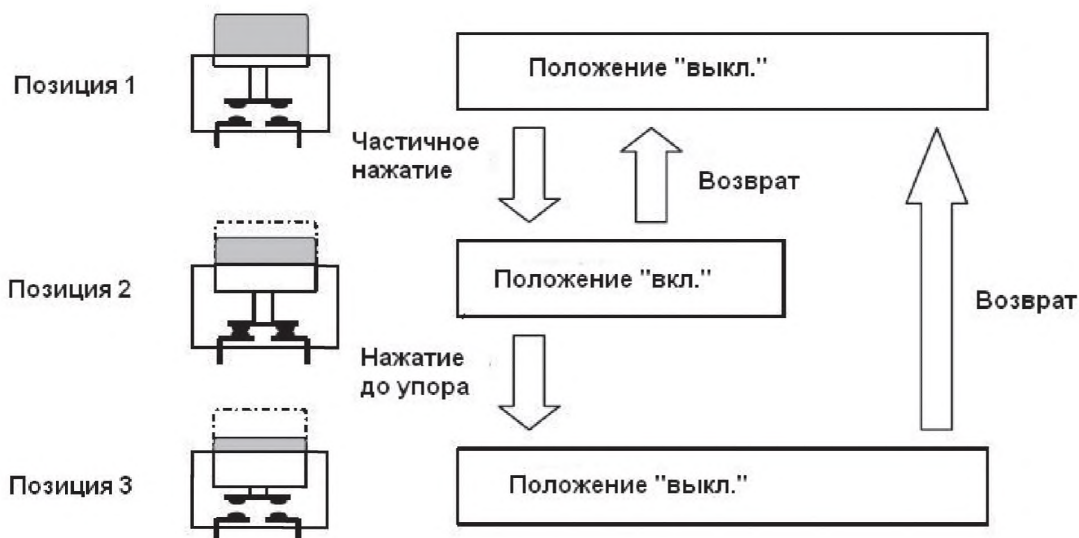 Позиция 1
Положение "выкл."
Частичное
нажатие
Возврат
Позиция 2
Положение "вкл."
Возврат
Нажатие
до упора
Позиция 3
Положение "выкл."